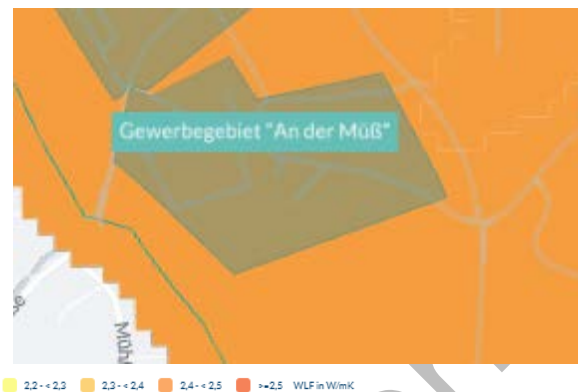 Gewerbegebiet "An der Müß"
Mühl
2,2 - < 2,3 2,3 - < 2,4 2,4 - < 2,5 >=2,5 WLF in W/mK